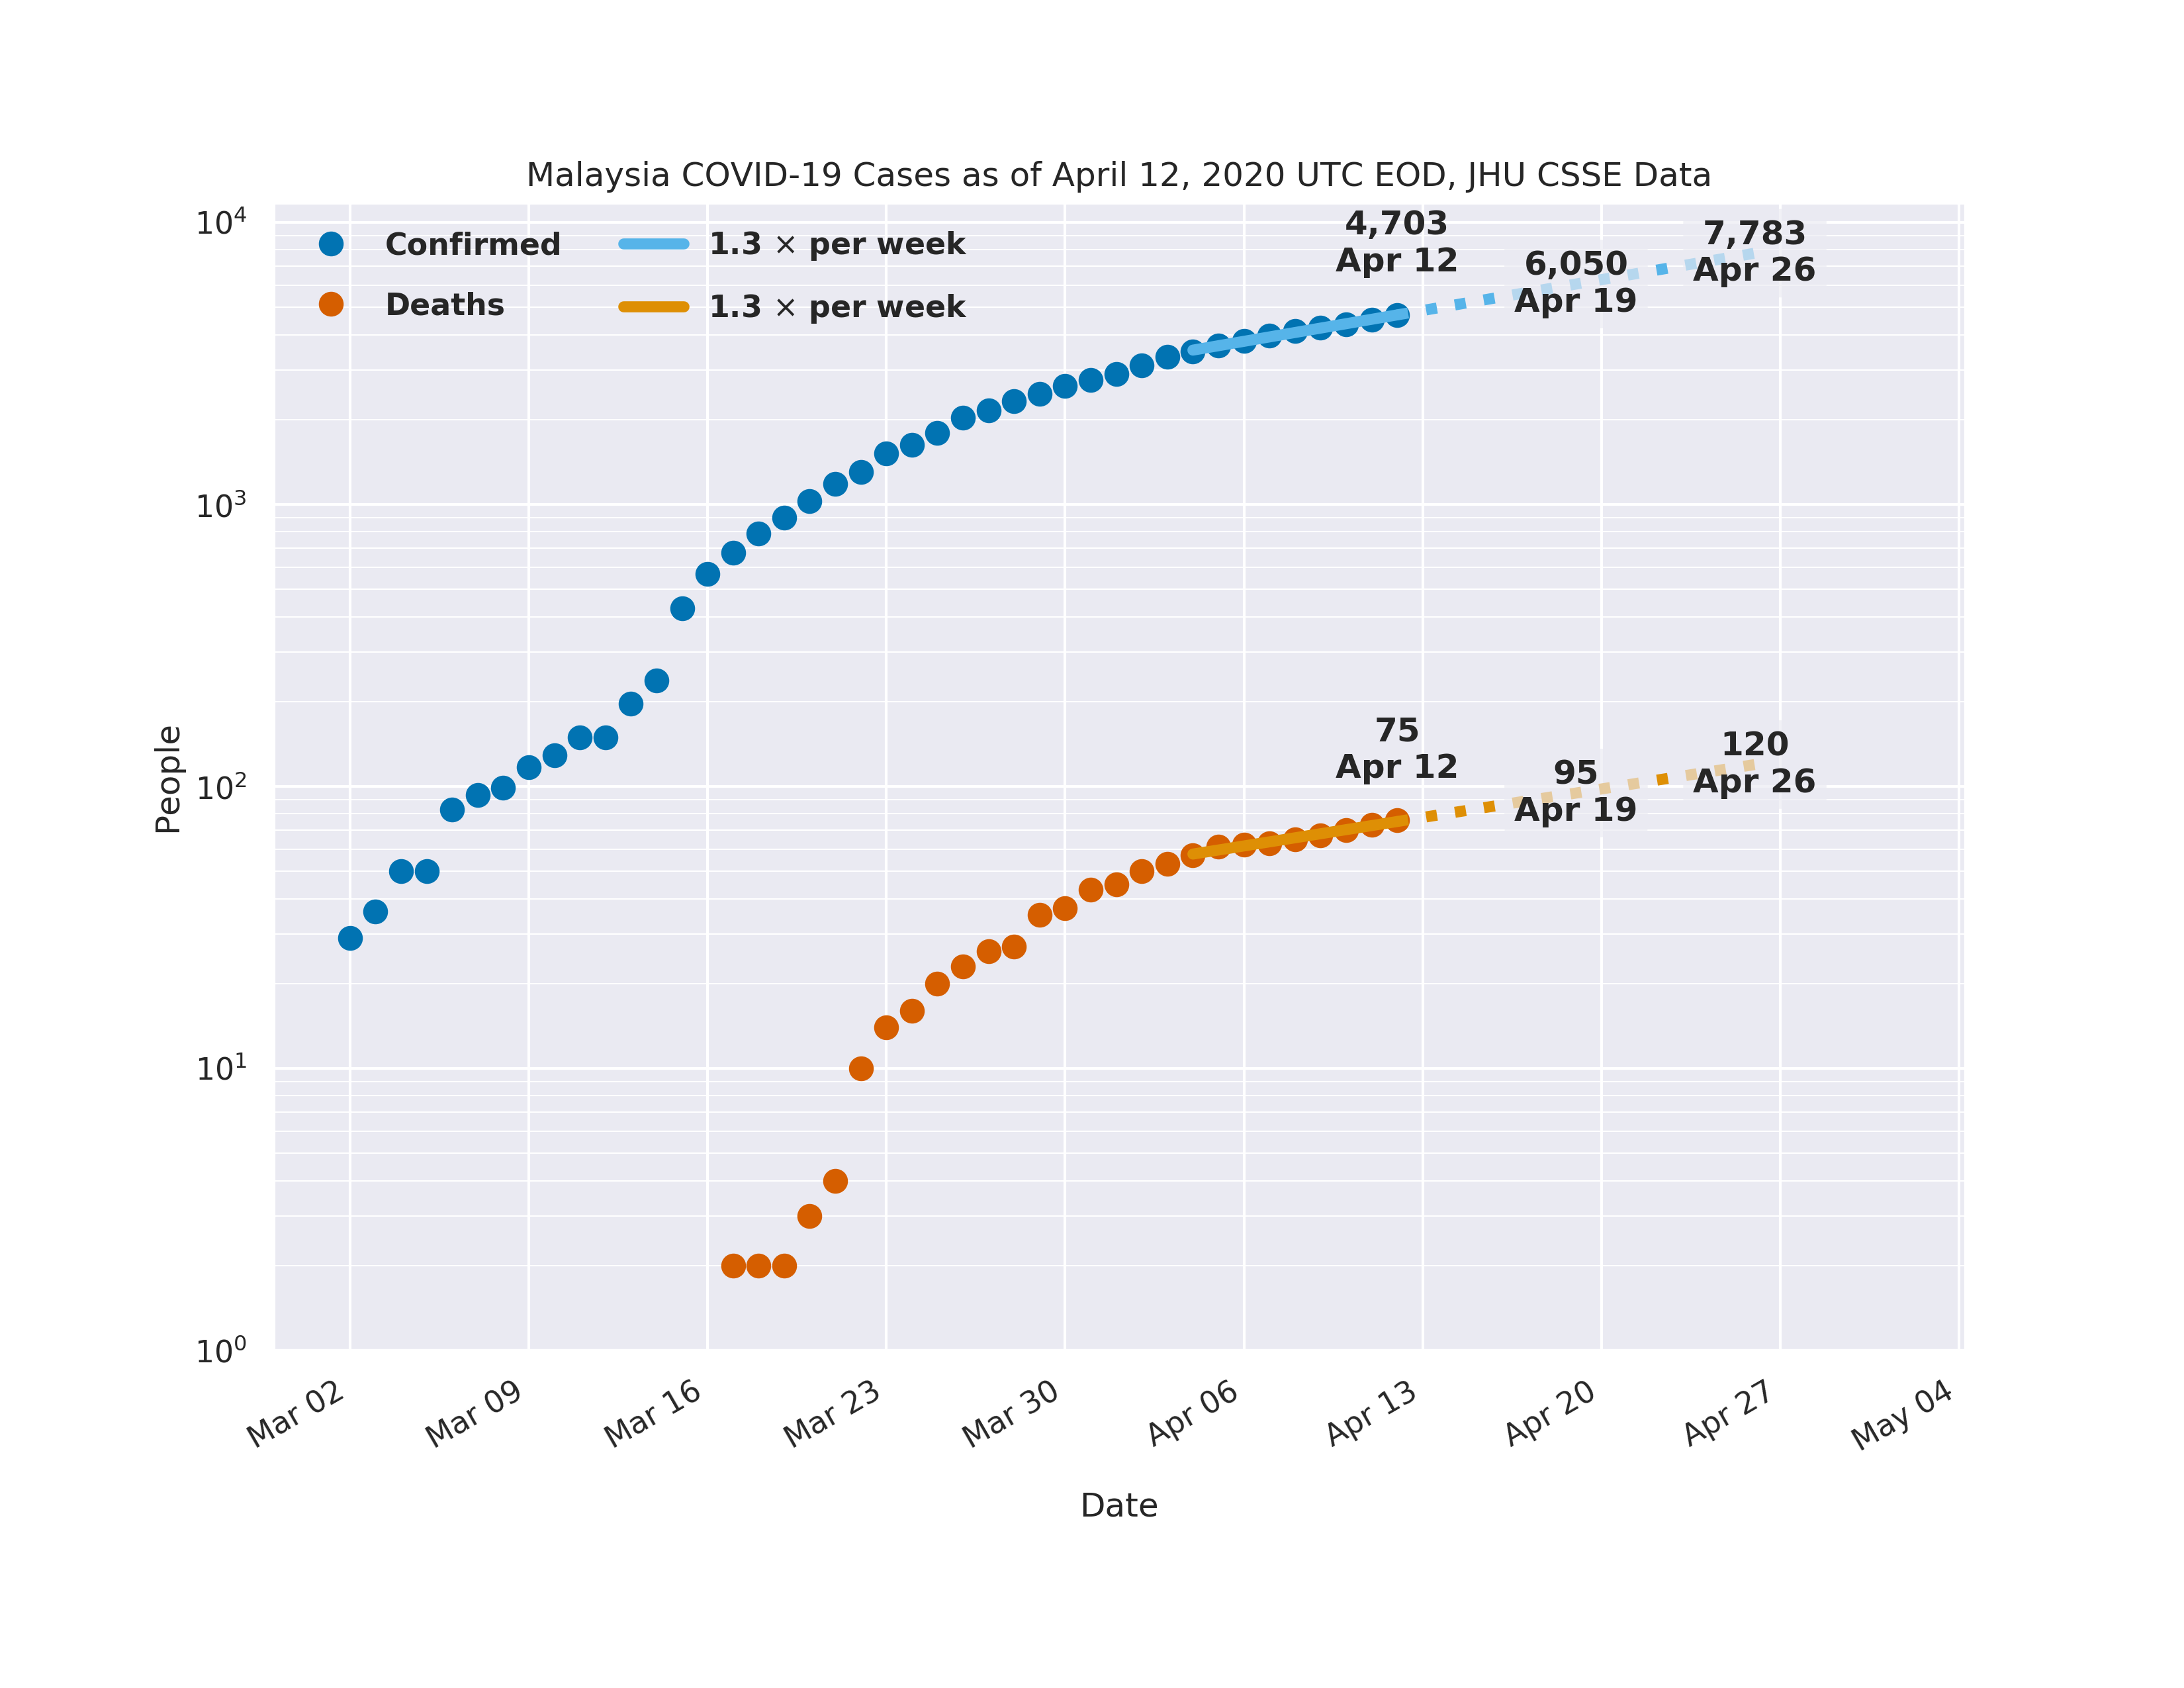 Malaysia COVID-19 Cases as of April 12, 2020 UTC EOD, JHU CSSE Data
Confirmed
Deaths
1.3 × per week
1.3 × per week
4,703
Apr 12
6,050
Apr 19
7,783
Apr 26
75
Apr 12
95
Apr 19
120
Apr 26
10⁴
10³
10²
10¹
10⁰
People
Mar 02
Mar 09
Mar 16
Mar 23
Mar 30
Apr 06
Apr 13
Apr 20
Apr 27
May 04
Date